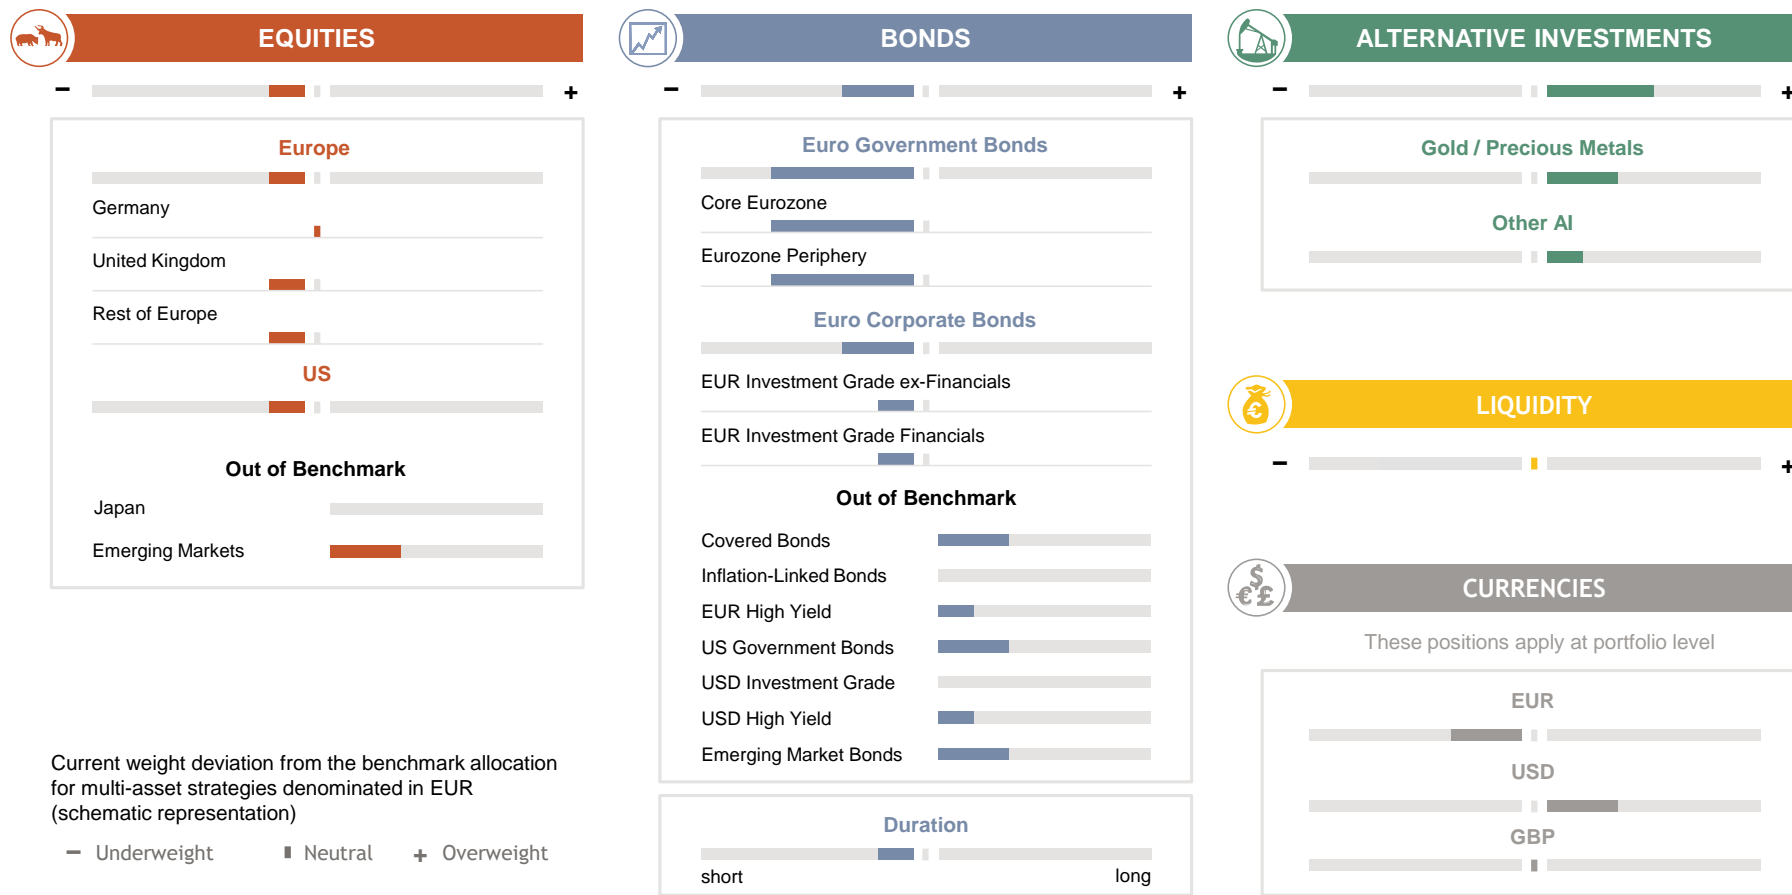 EQUITIES
− +
Europe
Germany
United Kingdom
Rest of Europe
US
Out of Benchmark
Japan
Emerging Markets
Current weight deviation from the benchmark allocation
for multi-asset strategies denominated in EUR
(schematic representation)
− Underweight Neutral + Overweight
BONDS
− +
Euro Government Bonds
Core Eurozone
Eurozone Periphery
Euro Corporate Bonds
EUR Investment Grade ex-Financials
EUR Investment Grade Financials
Out of Benchmark
Covered Bonds
Inflation-Linked Bonds
EUR High Yield
US Government Bonds
USD Investment Grade
USD High Yield
Emerging Market Bonds
Duration
short long
ALTERNATIVE INVESTMENTS
− +
Gold / Precious Metals
Other AI
€
LIQUIDITY
− +
$
€£
CURRENCIES
These positions apply at portfolio level
EUR
USD
GBP